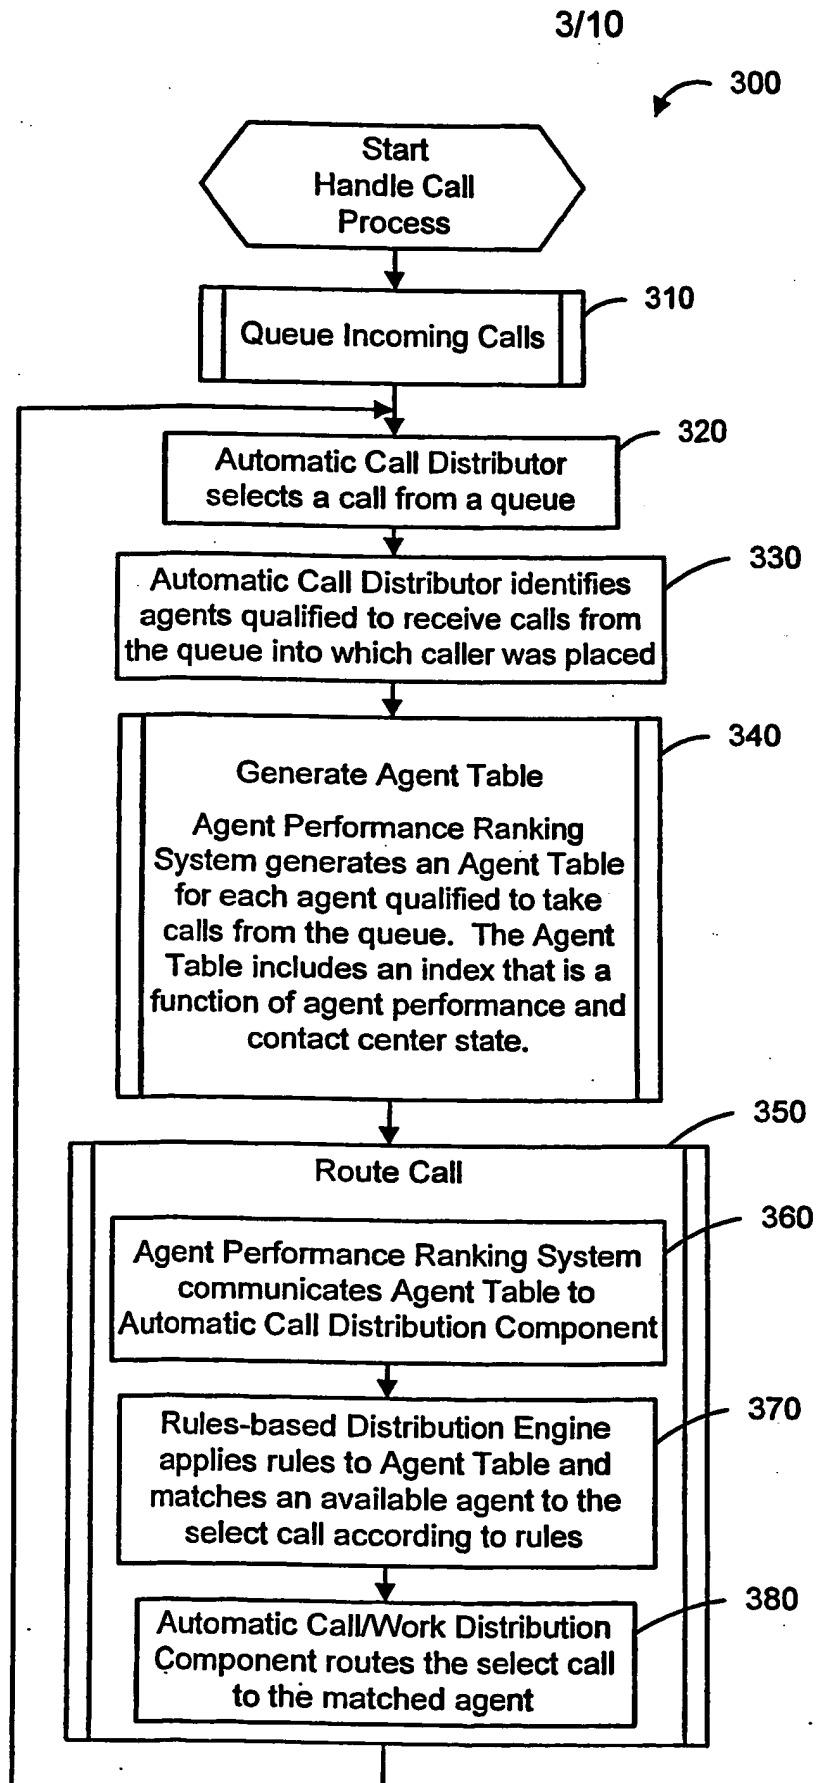 3/10
300
Start
Handle Call
Process
310
Queue Incoming Calls
320
Automatic Call Distributor
selects a call from a queue
330
Automatic Call Distributor identifies
agents qualified to receive calls from
the queue into which caller was placed
340
Generate Agent Table
Agent Performance Ranking
System generates an Agent Table
for each agent qualified to take
calls from the queue. The Agent
Table includes an index that is a
function of agent performance and
contact center state.
350
Route Call
360
Agent Performance Ranking System
communicates Agent Table to
Automatic Call Distribution Component
370
Rules-based Distribution Engine
applies rules to Agent Table and
matches an available agent to the
select call according to rules
380
Automatic Call/Work Distribution
Component routes the select call
to the matched agent